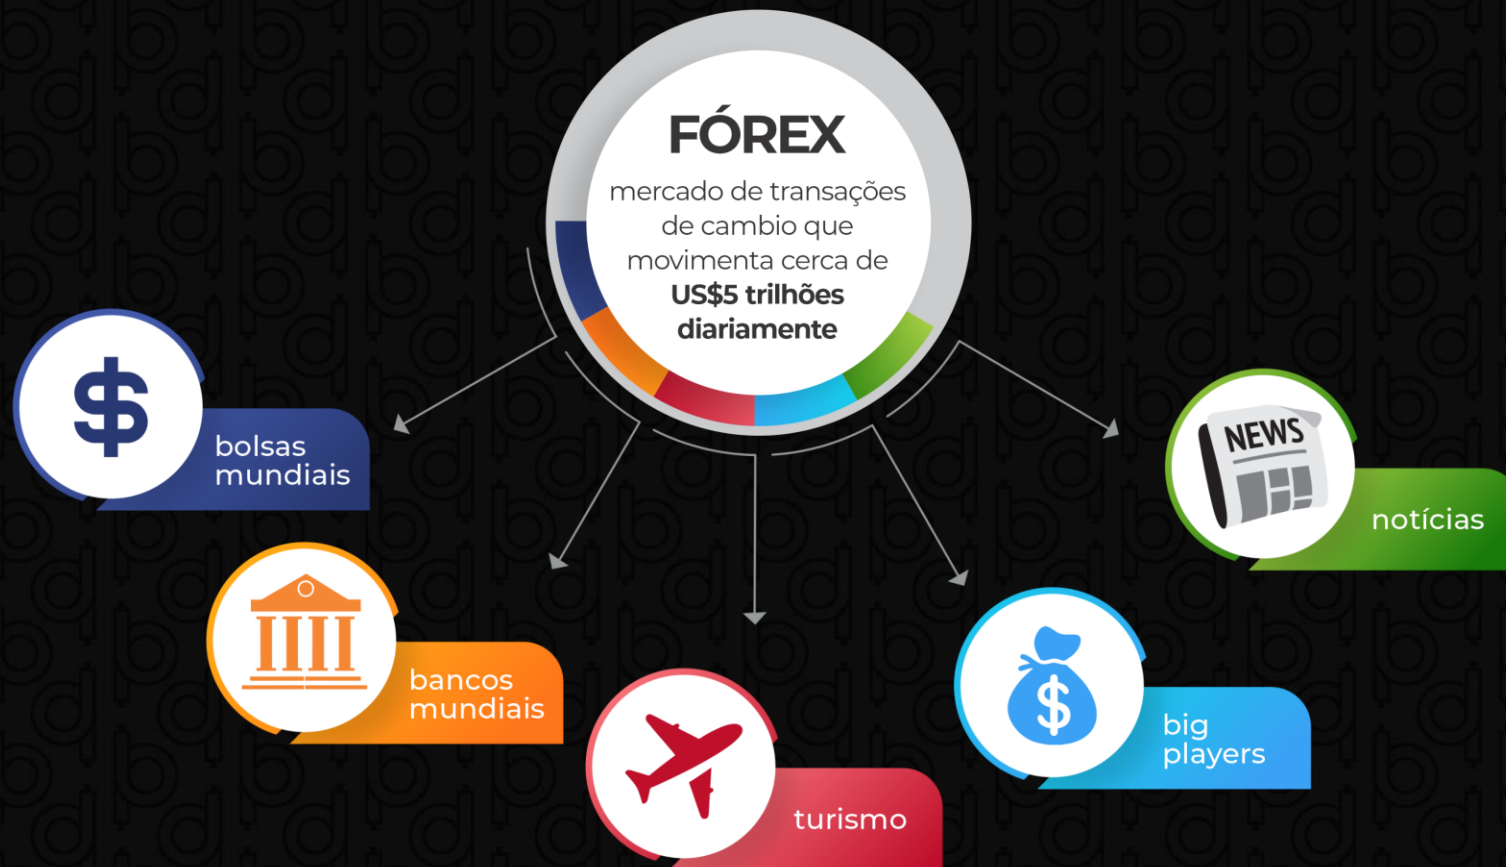 FÓREX
mercado de transações
de cambio que
movimenta cerca de
US$5 trilhões
diariamente
$
bolsas
mundiais
NEWS
notícias
bancos
mundiais
$
big
players
turismo